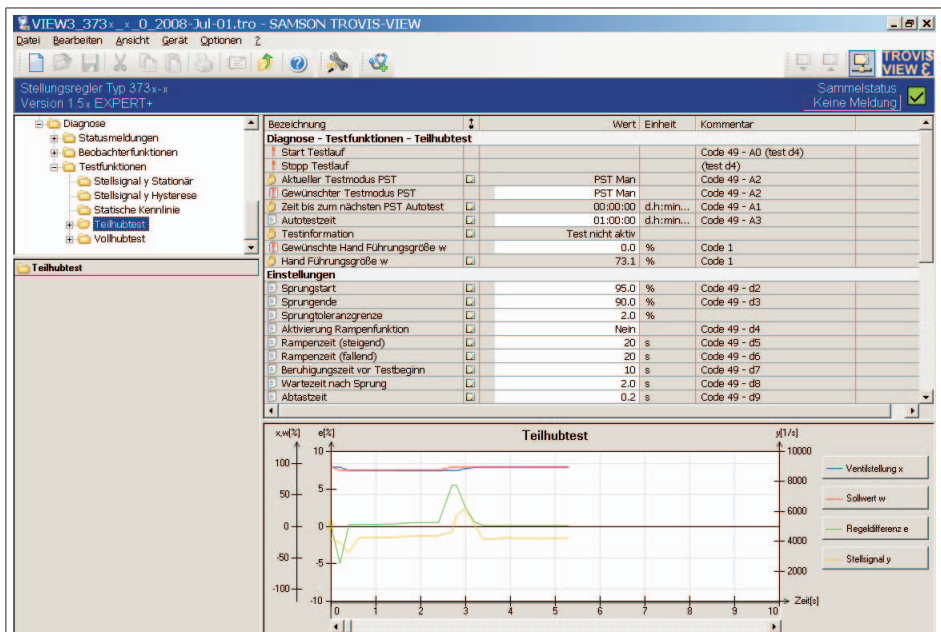 VIEW3_373x_x_0_2008-Jul-01.tro - SAMSON TROVIS-VIEW
Datei Bearbeiten Ansicht Gerät Optionen ?
TROVIS
VIEW 3
Stellungsregler Typ 373x-x
Version 1.5x EXPERT+
Sammelstatus
Keine Meldung
Diagnose
Statusmeldungen
Beobachterfunktionen
Testfunktionen
Stellsignal y Stationär
Stellsignal y Hysterese
Statische Kennlinie
Teilhubtest
Vollhubtest
Teilhubtest
Bezeichnung Wert Einheit Kommentar
Diagnose - Testfunktionen - Teilhubtest
Start Testlauf Code 49 - A0 (test d4)
Stopp Testlauf (test d4)
Aktueller Testmodus PST PST Man Code 49 - A2
Gewünschter Testmodus PST PST Man Code 49 - A2
Zeit bis zum nächsten PST Autotest 00:00:00 d.h:min... Code 49 - A1
Autotestzeit 01:00:00 d.h:min... Code 49 - A3
Testinformation Test nicht aktiv
Gewünschte Hand Führungsgröße w 0.0 % Code 1
Hand Führungsgröße w 73.1 % Code 1
Einstellungen
Sprungstart 95.0 % Code 49 - d2
Sprungende 90.0 % Code 49 - d3
Sprungtoleranzgrenze 2.0 %
Aktivierung Rampenfunktion Nein Code 49 - d4
Rampenzeit (steigend) 20 s Code 49 - d5
Rampenzeit (fallend) 20 s Code 49 - d6
Beruhigungszeit vor Testbeginn 10 s Code 49 - d7
Wartezeit nach Sprung 2.0 s Code 49 - d8
Abtastzeit 0.2 s Code 49 - d9
x,w[%] e[%] Teilhubtest y[1/s]
10 10000
100 8000
50 5 6000
0 0 4000
-50 -5 2000
-100 -10 Zeit[s]
0 1 2 3 4 5 6 7 8 9 10
Ventilstellung x
Sollwert w
Regeldifferenz e
Stellsignal y